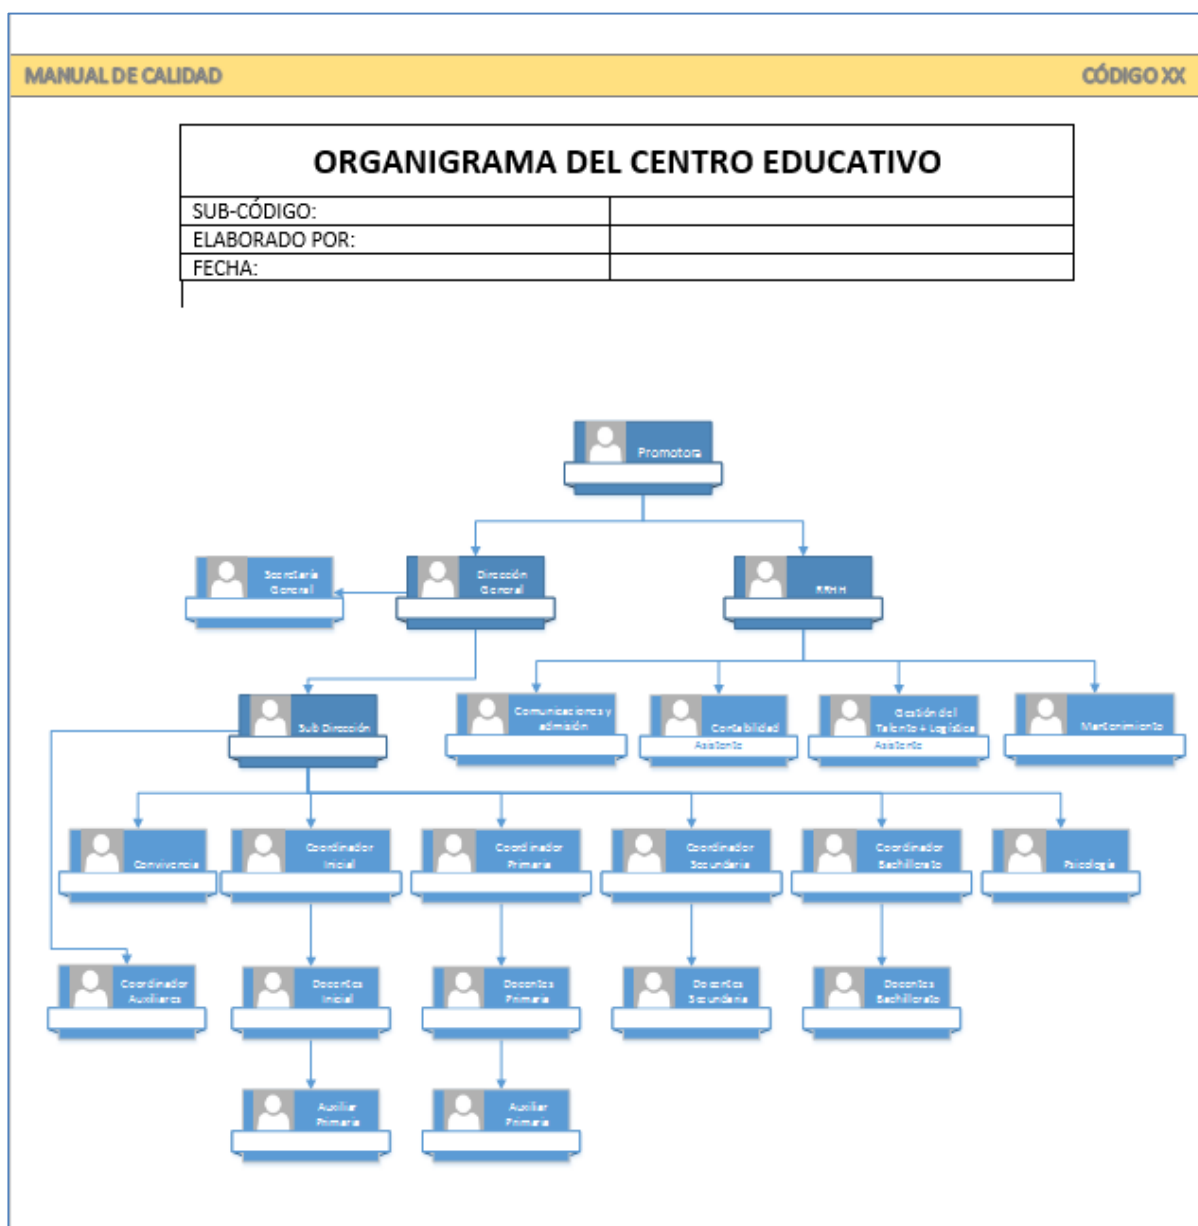 MANUAL DE CALIDAD
CÓDIGO XX
ORGANIGRAMA DEL CENTRO EDUCATIVO
SUB-CÓDIGO:
ELABORADO POR:
FECHA:
Promotora
Secretaría
General
Dirección
General
RRHH
Sub Dirección
Comunicaciones y
admisión
Contabilidad
Asistente
Gestión del
Talento + Logística
Asistente
Mantenimiento
Convivencia
Coordinador
Inicial
Coordinador
Primaria
Coordinador
Secundaria
Coordinador
Bachillerato
Psicología
Coordinador
Auxiliares
Docentes
Inicial
Docentes
Primaria
Docentes
Secundaria
Docentes
Bachillerato
Auxiliar
Primaria
Auxiliar
Primaria